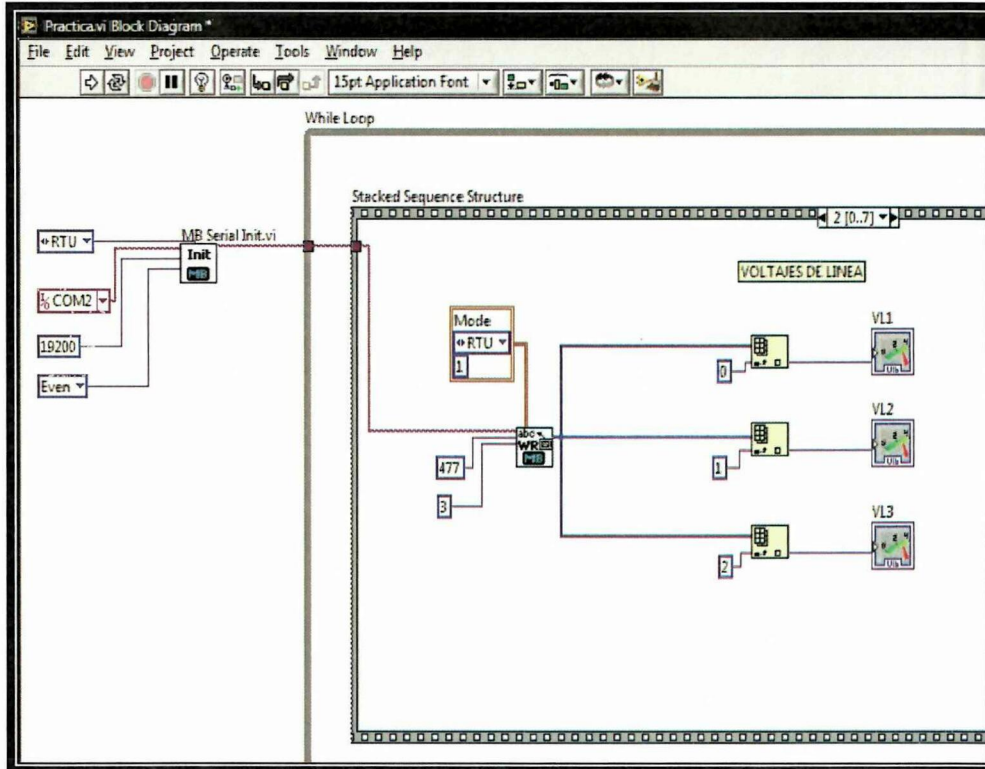 Practica.vi Block Diagram *
File Edit View Project Operate Tools Window Help
15pt Application Font
While Loop
Stacked Sequence Structure
2 [0..7]
MB Serial Init.vi
RTU
Init
MB
COM2
19200
Even
VOLTAJES DE LINEA
Mode
RTU
1
abc
WR
MB
477
3
VL1
0
VL2
1
VL3
2